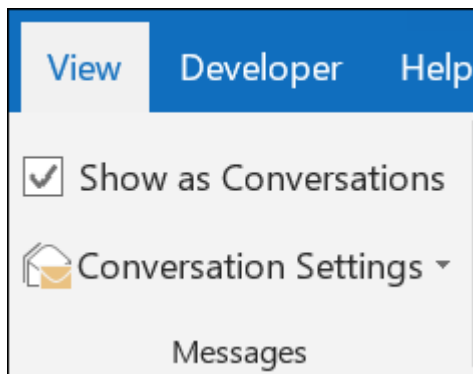 View Developer Help
Show as Conversations
Conversation Settings
Messages